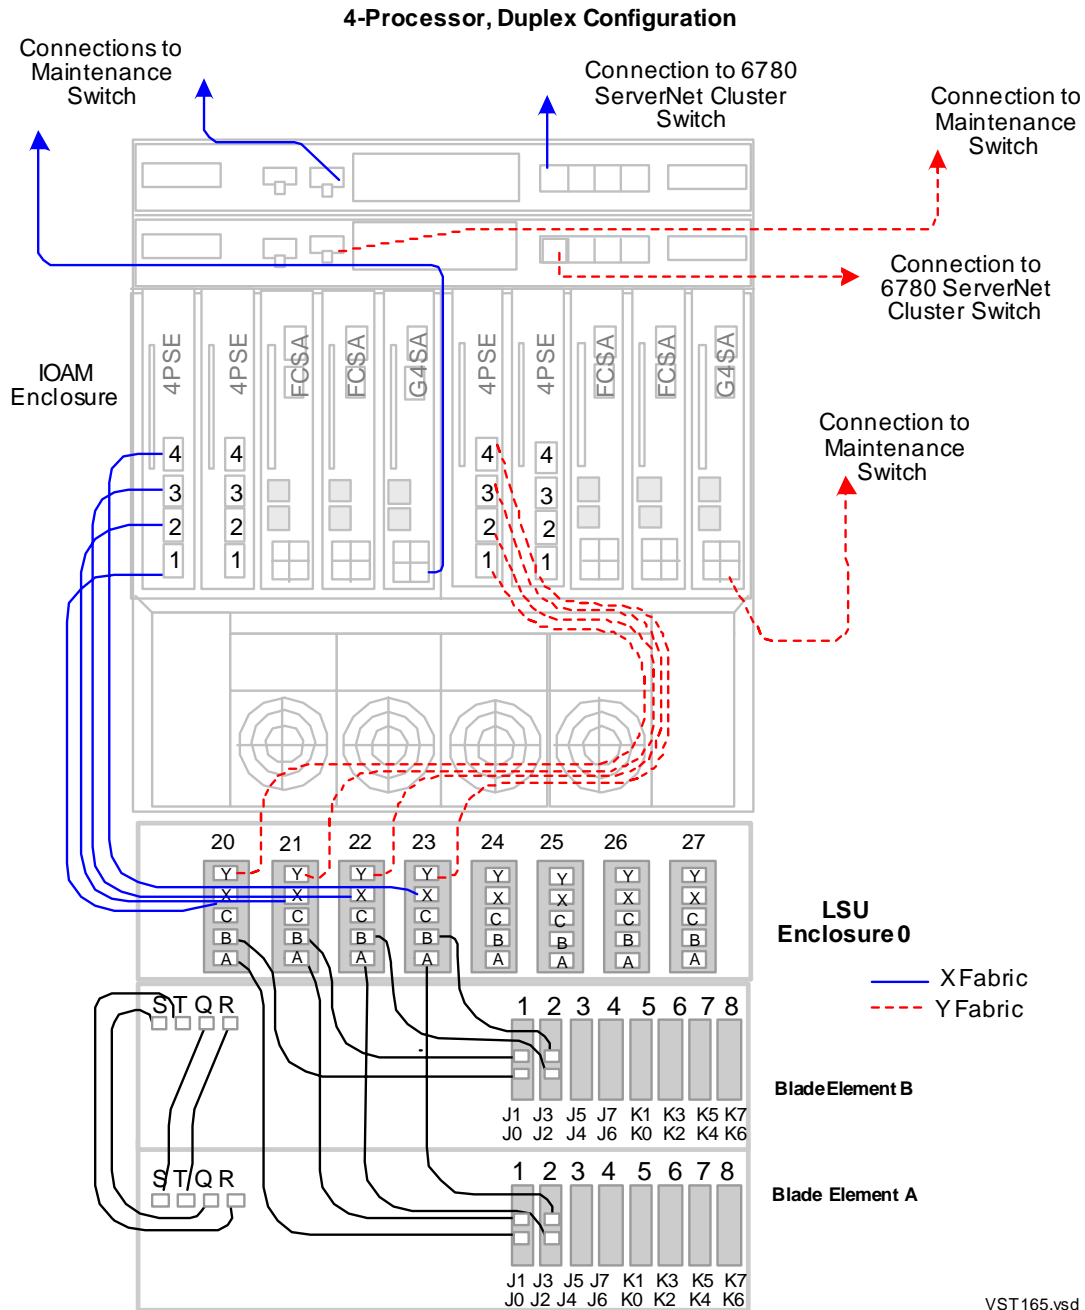 4-Processor, Duplex Configuration
Connections to
Maintenance
Switch
Connection to 6780
ServerNet Cluster
Switch
Connection to
Maintenance
Switch
Connection to
6780 ServerNet
Cluster Switch
IOAM
Enclosure
4PSE 4PSE FCSA FCSA G4SA 4PSE 4PSE FCSA FCSA G4SA
Connection to
Maintenance
Switch
4 4 4 4
3 3 3 3
2 2 2 2
1 1 1 1
20 21 22 23 24 25 26 27
Y Y Y Y Y Y Y Y
X X X X X X X X
C C C C C C C C
B B B B B B B B
A A A A A A A A
LSU
Enclosure 0
X Fabric
Y Fabric
S T Q R
1 2 3 4 5 6 7 8
Blade Element B
J1 J3 J5 J7 K1 K3 K5 K7
J0 J2 J4 J6 K0 K2 K4 K6
S T Q R
1 2 3 4 5 6 7 8
Blade Element A
J1 J3 J5 J7 K1 K3 K5 K7
J0 J2 J4 J6 K0 K2 K4 K6
VST165.vsd